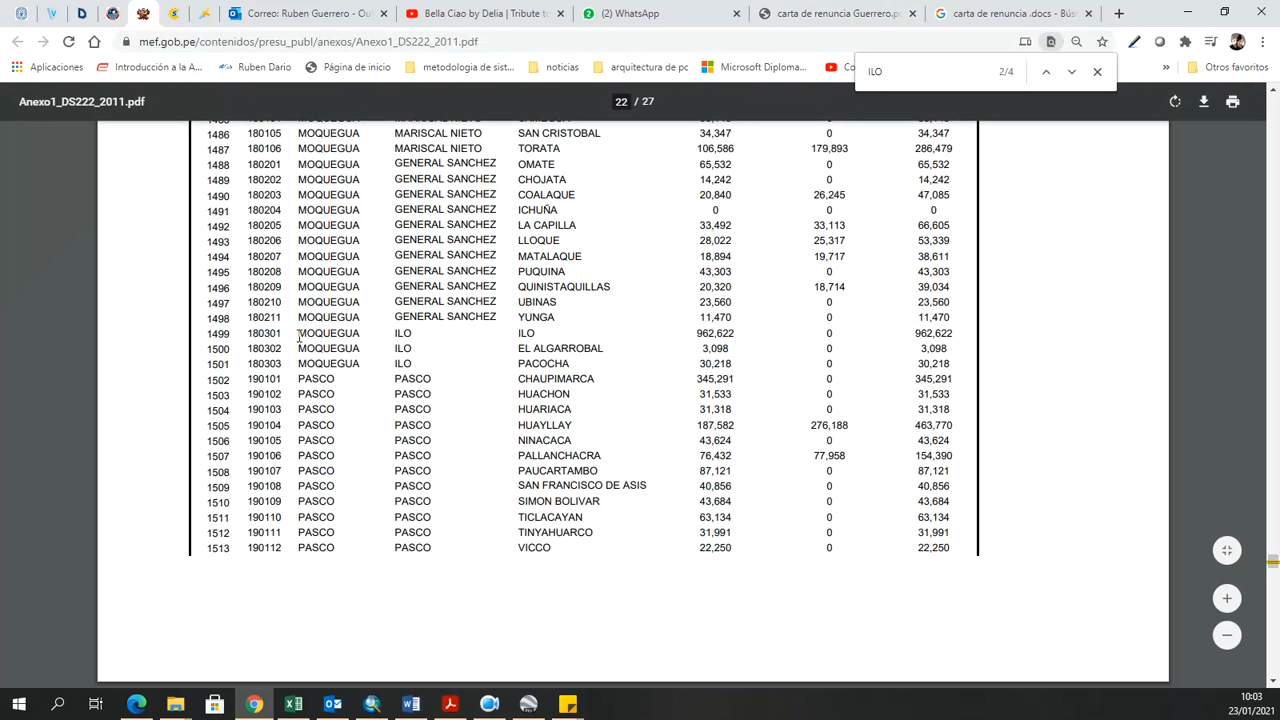 Correo: Ruben Guerrero - Out
Bella Ciao by Delia | Tribute to
(2) WhatsApp
carta de renuncia Guerrero.po
carta de renuncia .docs - Bús
mef.gob.pe/contenidos/presu_publ/anexos/Anexo1_DS222_2011.pdf
Aplicaciones
Introducción a la A...
Ruben Dario
Página de inicio
metodologia de sist...
noticias
arquitectura de pc
Microsoft Diploma...
Co
»
Otros favoritos
ILO 2/4
Anexo1_DS222_2011.pdf
22 / 27
1486 180105 MOQUEGUA MARISCAL NIETO SAN CRISTOBAL 34,347 0 34,347
1487 180106 MOQUEGUA MARISCAL NIETO TORATA 106,586 179,893 286,479
1488 180201 MOQUEGUA GENERAL SANCHEZ OMATE 65,532 0 65,532
1489 180202 MOQUEGUA GENERAL SANCHEZ CHOJATA 14,242 0 14,242
1490 180203 MOQUEGUA GENERAL SANCHEZ COALAQUE 20,840 26,245 47,085
1491 180204 MOQUEGUA GENERAL SANCHEZ ICHUÑA 0 0 0
1492 180205 MOQUEGUA GENERAL SANCHEZ LA CAPILLA 33,492 33,113 66,605
1493 180206 MOQUEGUA GENERAL SANCHEZ LLOQUE 28,022 25,317 53,339
1494 180207 MOQUEGUA GENERAL SANCHEZ MATALAQUE 18,894 19,717 38,611
1495 180208 MOQUEGUA GENERAL SANCHEZ PUQUINA 43,303 0 43,303
1496 180209 MOQUEGUA GENERAL SANCHEZ QUINISTAQUILLAS 20,320 18,714 39,034
1497 180210 MOQUEGUA GENERAL SANCHEZ UBINAS 23,560 0 23,560
1498 180211 MOQUEGUA GENERAL SANCHEZ YUNGA 11,470 0 11,470
1499 180301 MOQUEGUA ILO ILO 962,622 0 962,622
1500 180302 MOQUEGUA ILO EL ALGARROBAL 3,098 0 3,098
1501 180303 MOQUEGUA ILO PACOCHA 30,218 0 30,218
1502 190101 PASCO PASCO CHAUPIMARCA 345,291 0 345,291
1503 190102 PASCO PASCO HUACHON 31,533 0 31,533
1504 190103 PASCO PASCO HUARIACA 31,318 0 31,318
1505 190104 PASCO PASCO HUAYLLAY 187,582 276,188 463,770
1506 190105 PASCO PASCO NINACACA 43,624 0 43,624
1507 190106 PASCO PASCO PALLANCHACRA 76,432 77,958 154,390
1508 190107 PASCO PASCO PAUCARTAMBO 87,121 0 87,121
1509 190108 PASCO PASCO SAN FRANCISCO DE ASIS 40,856 0 40,856
1510 190109 PASCO PASCO SIMON BOLIVAR 43,684 0 43,684
1511 190110 PASCO PASCO TICLACAYAN 63,134 0 63,134
1512 190111 PASCO PASCO TINYAHUARCO 31,991 0 31,991
1513 190112 PASCO PASCO VICCO 22,250 0 22,250
10:03
23/01/2021